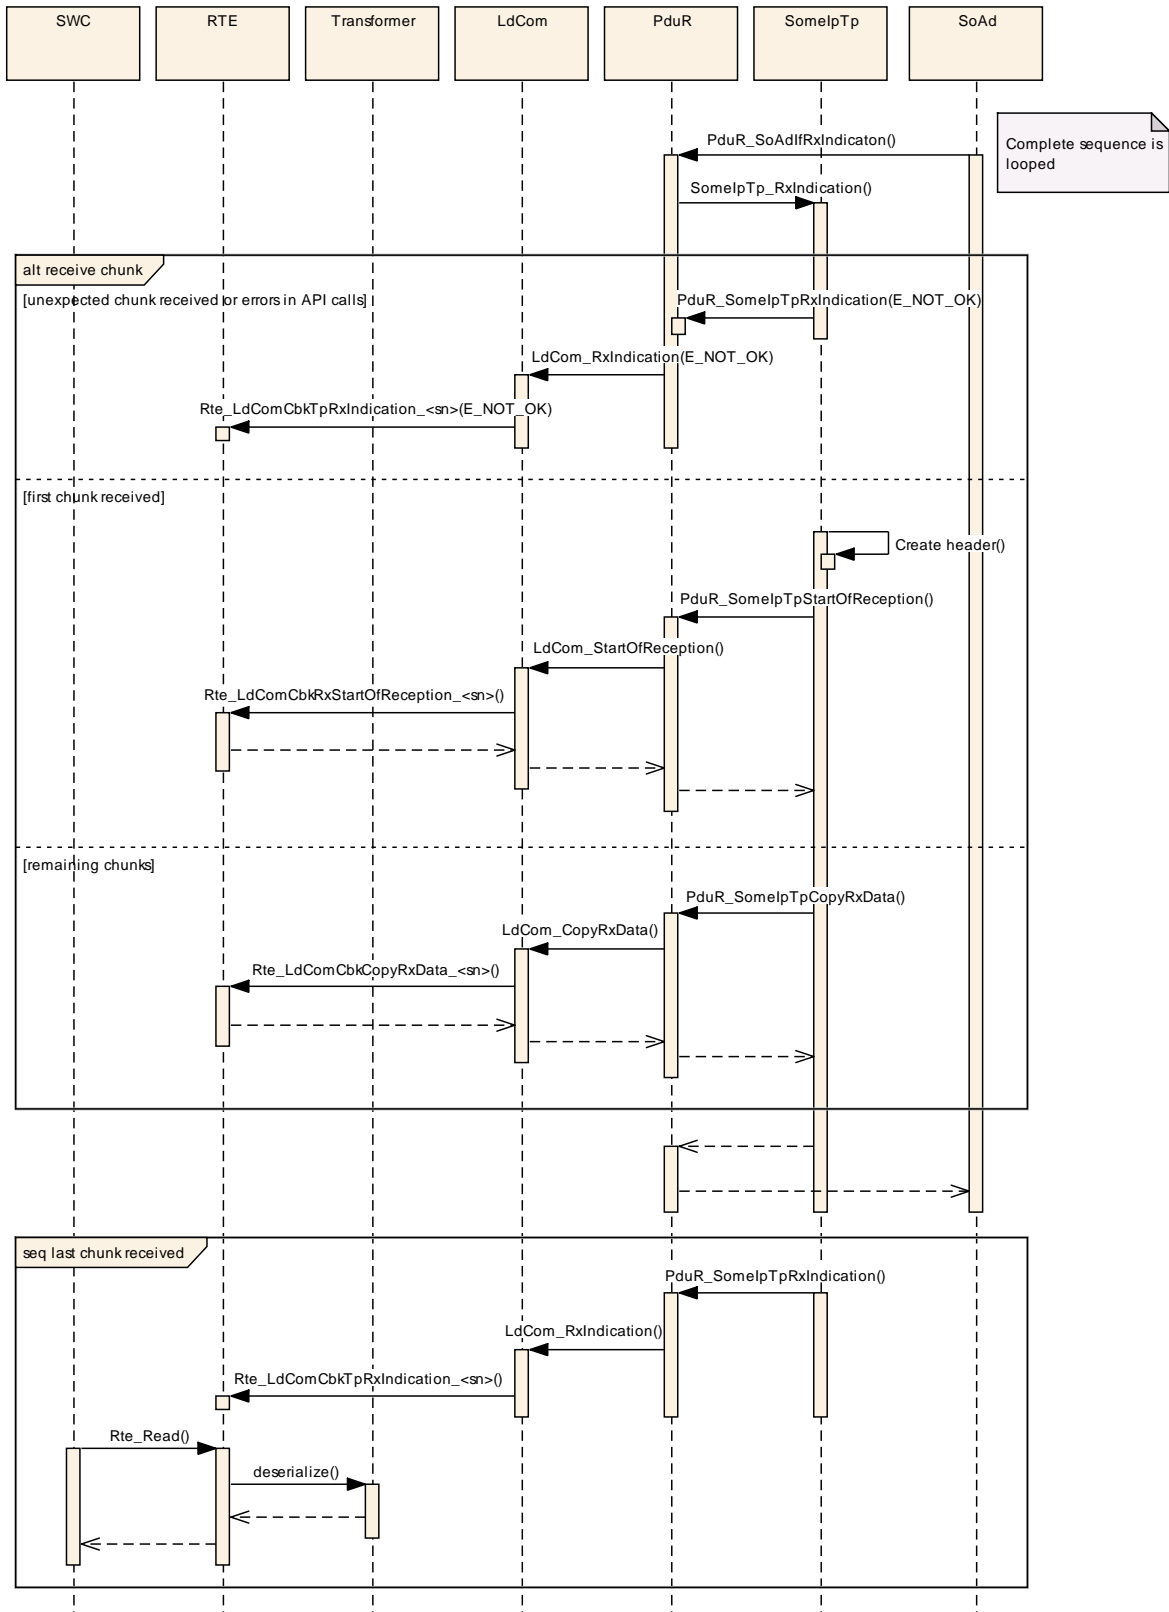 SWC
RTE
Transformer
LdCom
PduR
SomeIpTp
SoAd
Complete sequence is
looped
PduR_SoAdIfRxIndicaton()
SomeIpTp_RxIndication()
alt receive chunk
[unexpected chunk received or errors in API calls]
PduR_SomeIpTpRxIndication(E_NOT_OK)
LdCom_RxIndication(E_NOT_OK)
Rte_LdComCbkTpRxIndication_<sn>(E_NOT_OK)
[first chunk received]
Create header()
PduR_SomeIpTpStartOfReception()
LdCom_StartOfReception()
Rte_LdComCbkRxStartOfReception_<sn>()
[remaining chunks]
PduR_SomeIpTpCopyRxData()
LdCom_CopyRxData()
Rte_LdComCbkCopyRxData_<sn>()
seq last chunk received
PduR_SomeIpTpRxIndication()
LdCom_RxIndication()
Rte_LdComCbkTpRxIndication_<sn>()
Rte_Read()
deserialize()